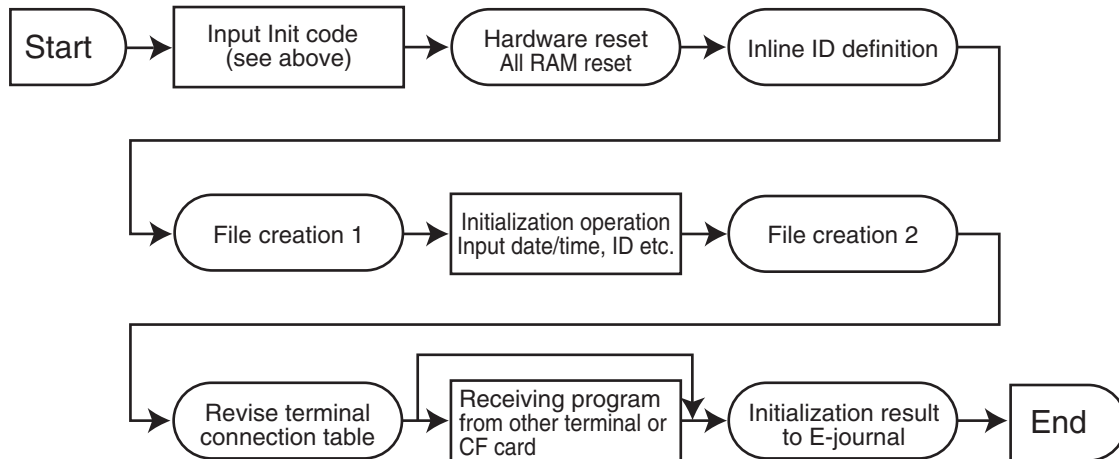 Start
Input Init code
(see above)
Hardware reset
All RAM reset
Inline ID definition
File creation 1
Initialization operation
Input date/time, ID etc.
File creation 2
Revise terminal
connection table
Receiving program
from other terminal or
CF card
Initialization result
to E-journal
End